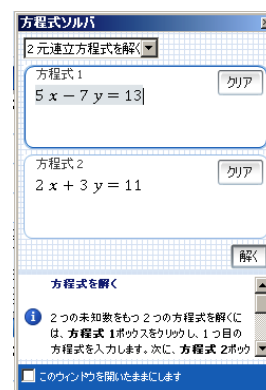 方程式ソルバ
2 元連立方程式を解く
方程式 1
クリア
5 x − 7 y = 13
方程式 2
クリア
2 x + 3 y = 11
解く
方程式を解く
2 つの未知数をもつ 2 つの方程式を解くに
は、方程式 1ボックスをクリックし、1 つ目の
方程式を入力します。次に、方程式 2ボック
このウィンドウを開いたままにします